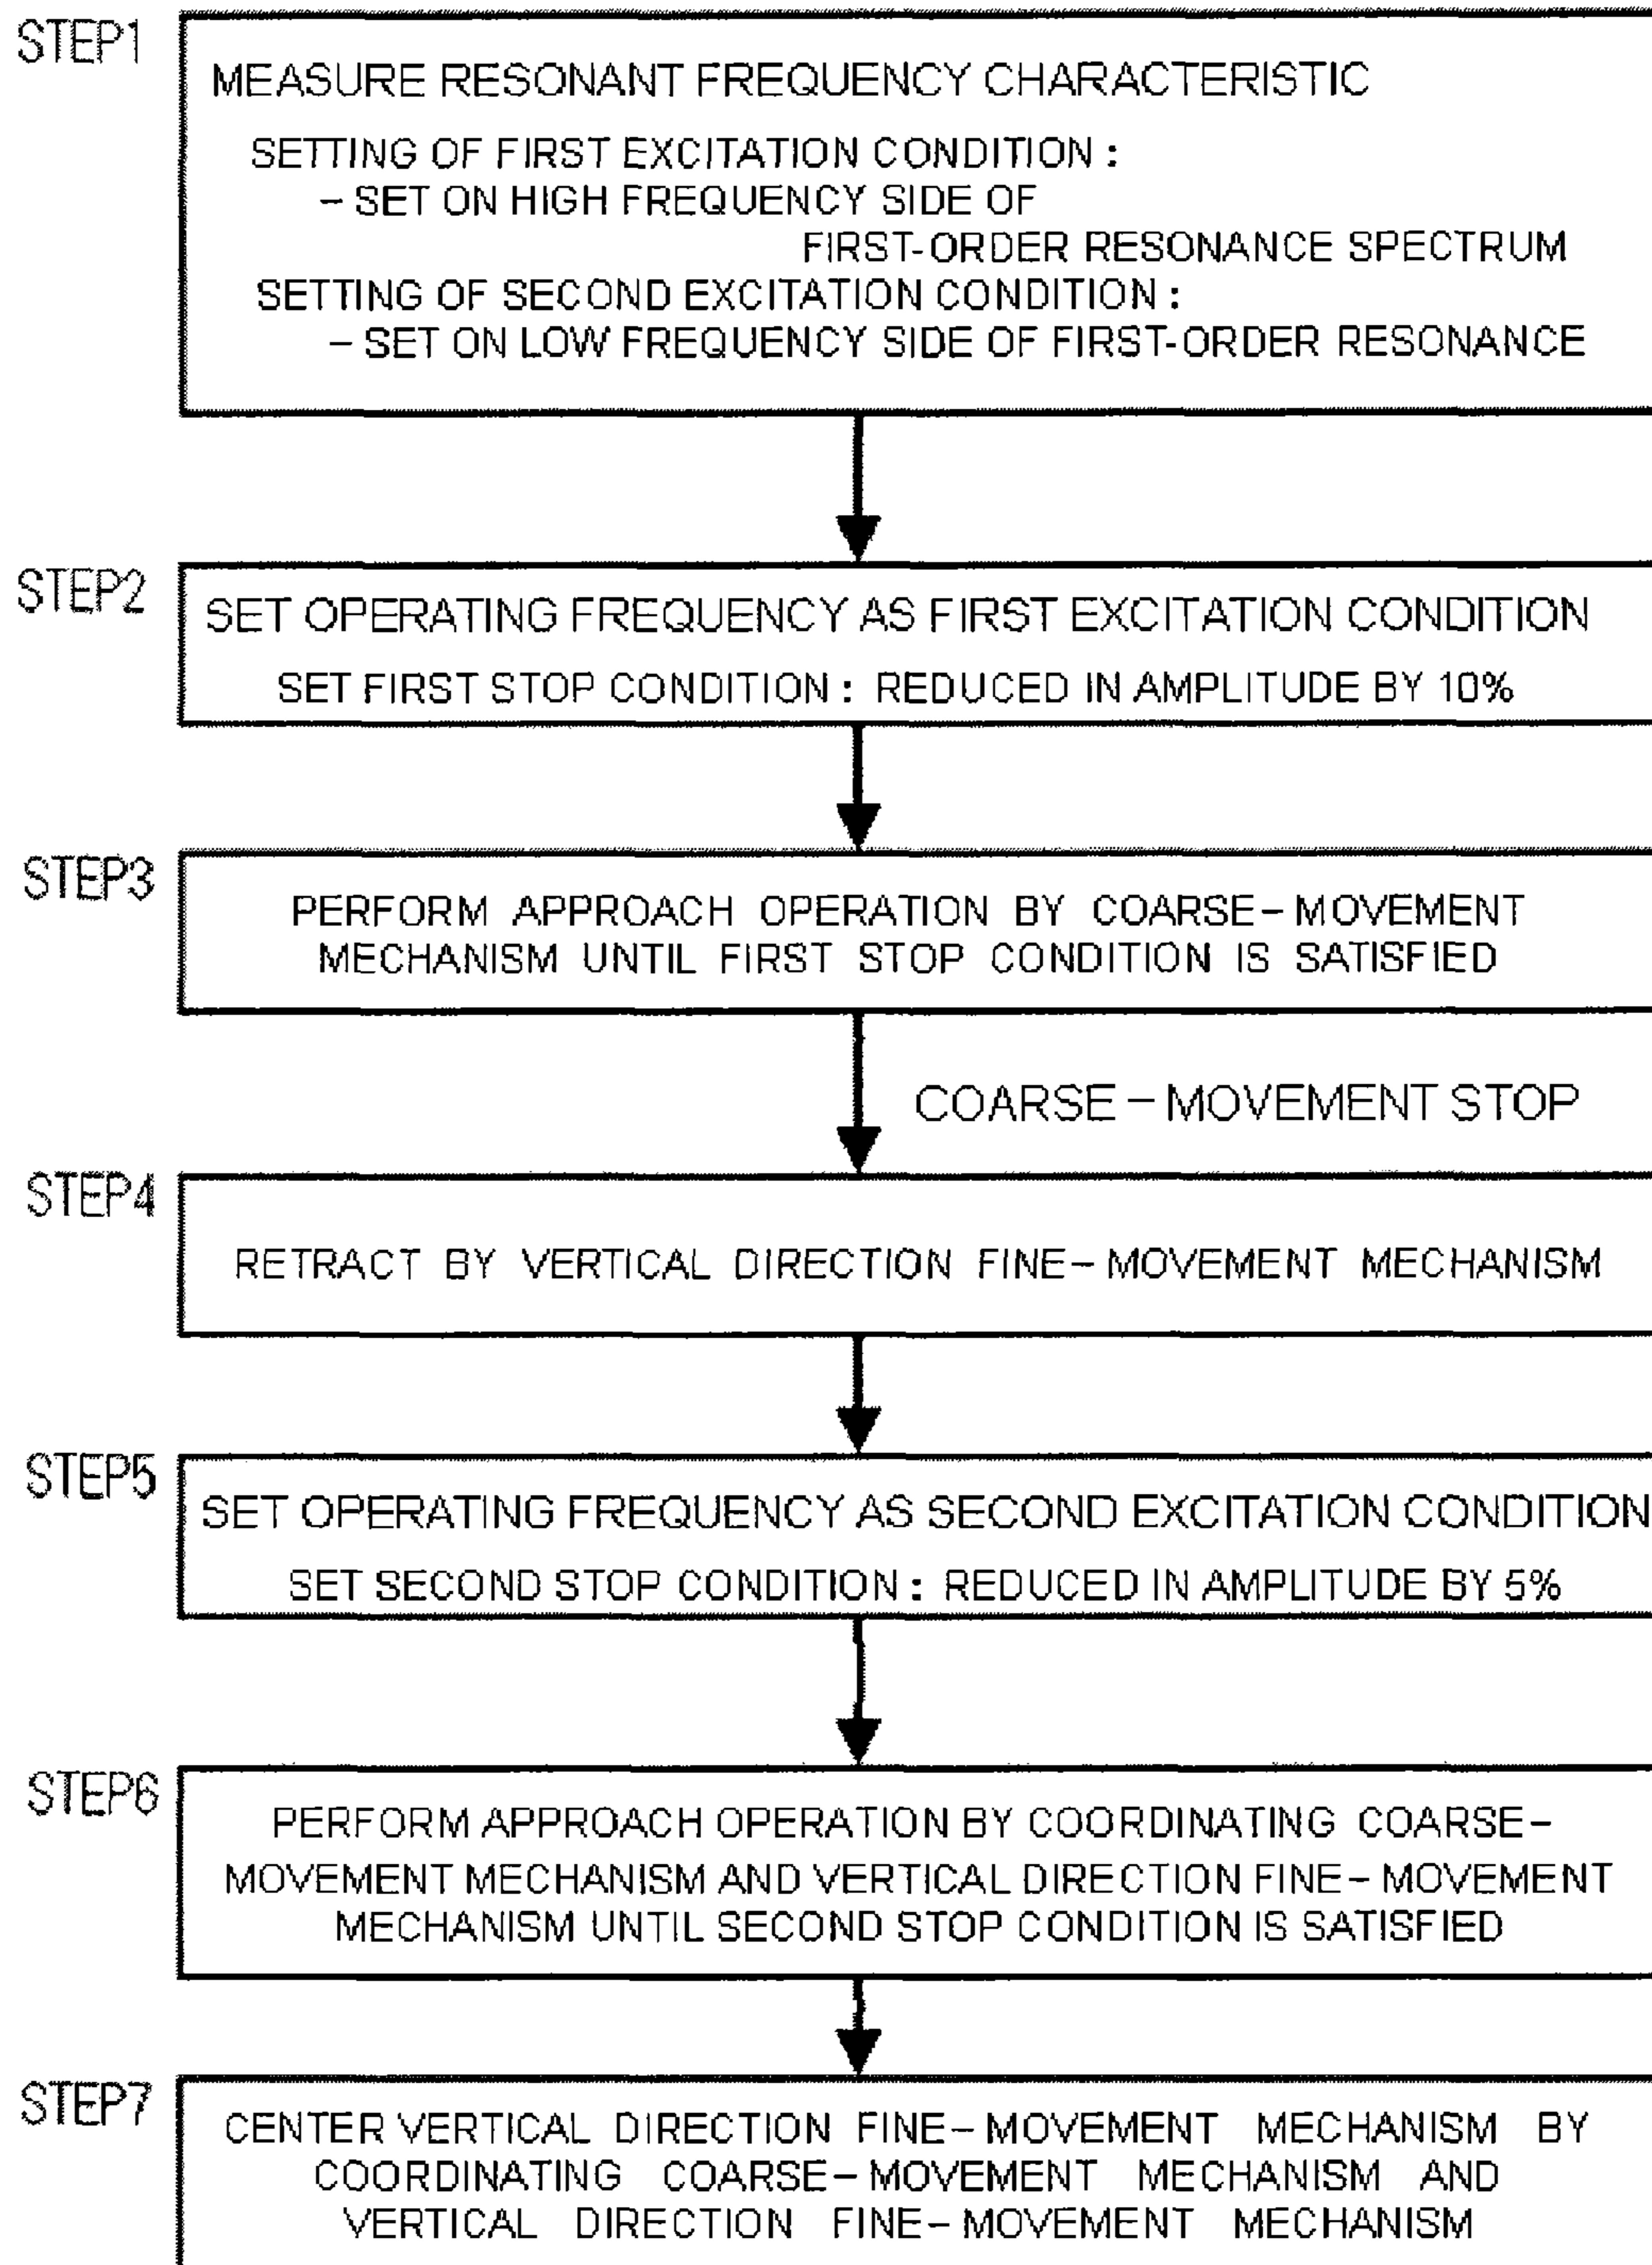 STEP1
MEASURE RESONANT FREQUENCY CHARACTERISTIC
SETTING OF FIRST EXCITATION CONDITION :
- SET ON HIGH FREQUENCY SIDE OF
FIRST-ORDER RESONANCE SPECTRUM
SETTING OF SECOND EXCITATION CONDITION :
- SET ON LOW FREQUENCY SIDE OF FIRST-ORDER RESONANCE
STEP2
SET OPERATING FREQUENCY AS FIRST EXCITATION CONDITION
SET FIRST STOP CONDITION : REDUCED IN AMPLITUDE BY 10%
STEP3
PERFORM APPROACH OPERATION BY COARSE-MOVEMENT
MECHANISM UNTIL FIRST STOP CONDITION IS SATISFIED
COARSE-MOVEMENT STOP
STEP4
RETRACT BY VERTICAL DIRECTION FINE-MOVEMENT MECHANISM
STEP5
SET OPERATING FREQUENCY AS SECOND EXCITATION CONDITION
SET SECOND STOP CONDITION : REDUCED IN AMPLITUDE BY 5%
STEP6
PERFORM APPROACH OPERATION BY COORDINATING COARSE-
MOVEMENT MECHANISM AND VERTICAL DIRECTION FINE-MOVEMENT
MECHANISM UNTIL SECOND STOP CONDITION IS SATISFIED
STEP7
CENTER VERTICAL DIRECTION FINE-MOVEMENT MECHANISM BY
COORDINATING COARSE-MOVEMENT MECHANISM AND
VERTICAL DIRECTION FINE-MOVEMENT MECHANISM